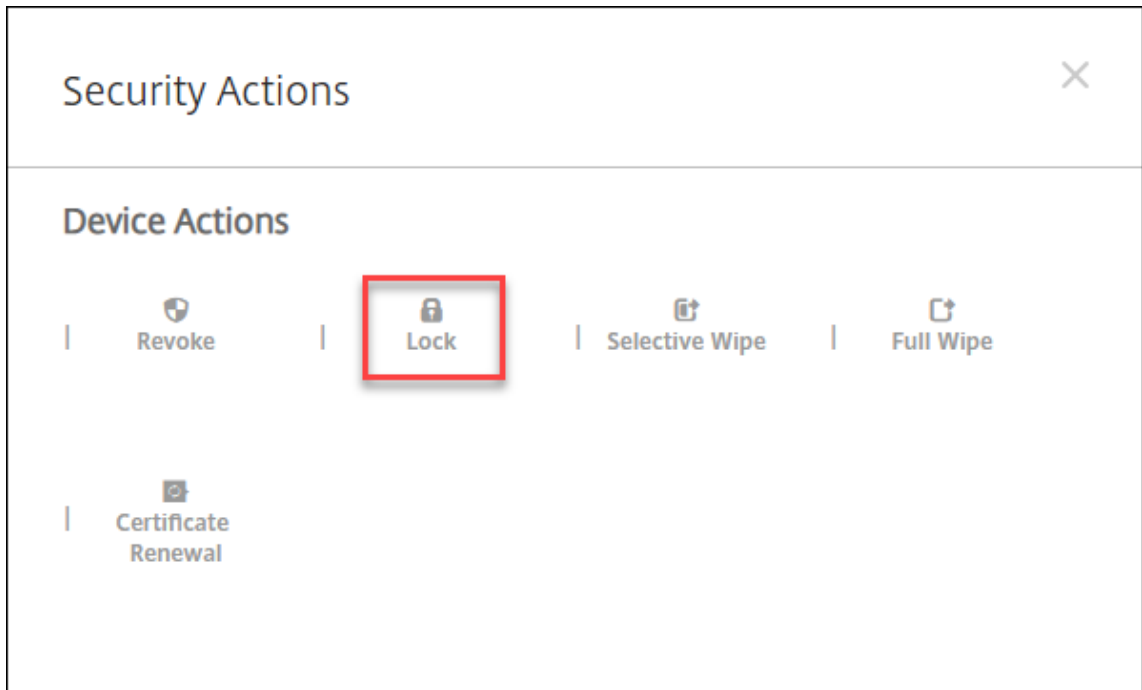 Security Actions
Device Actions
| Revoke | Lock | Selective Wipe | Full Wipe
| Certificate
Renewal